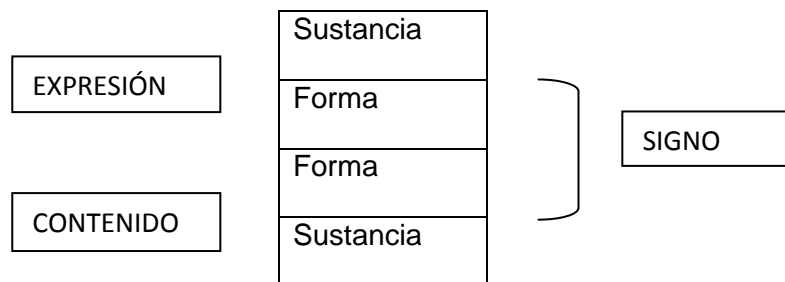 Sustancia
EXPRESIÓN
Forma
SIGNO
Forma
CONTENIDO
Sustancia